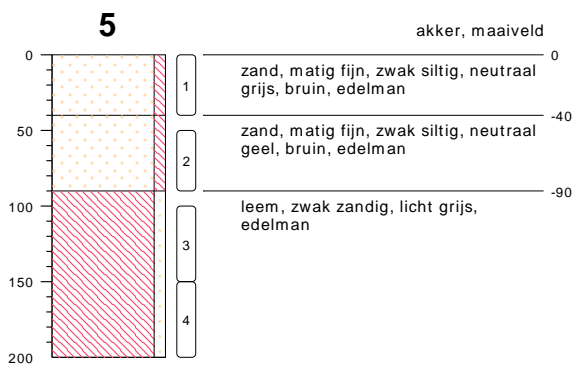 5
akker, maaiveld
0
0
1
zand, matig fijn, zwak siltig, neutraal
grijs, bruin, edelman
-40
50
2
zand, matig fijn, zwak siltig, neutraal
geel, bruin, edelman
-90
100
leem, zwak zandig, licht grijs,
edelman
3
150
4
200